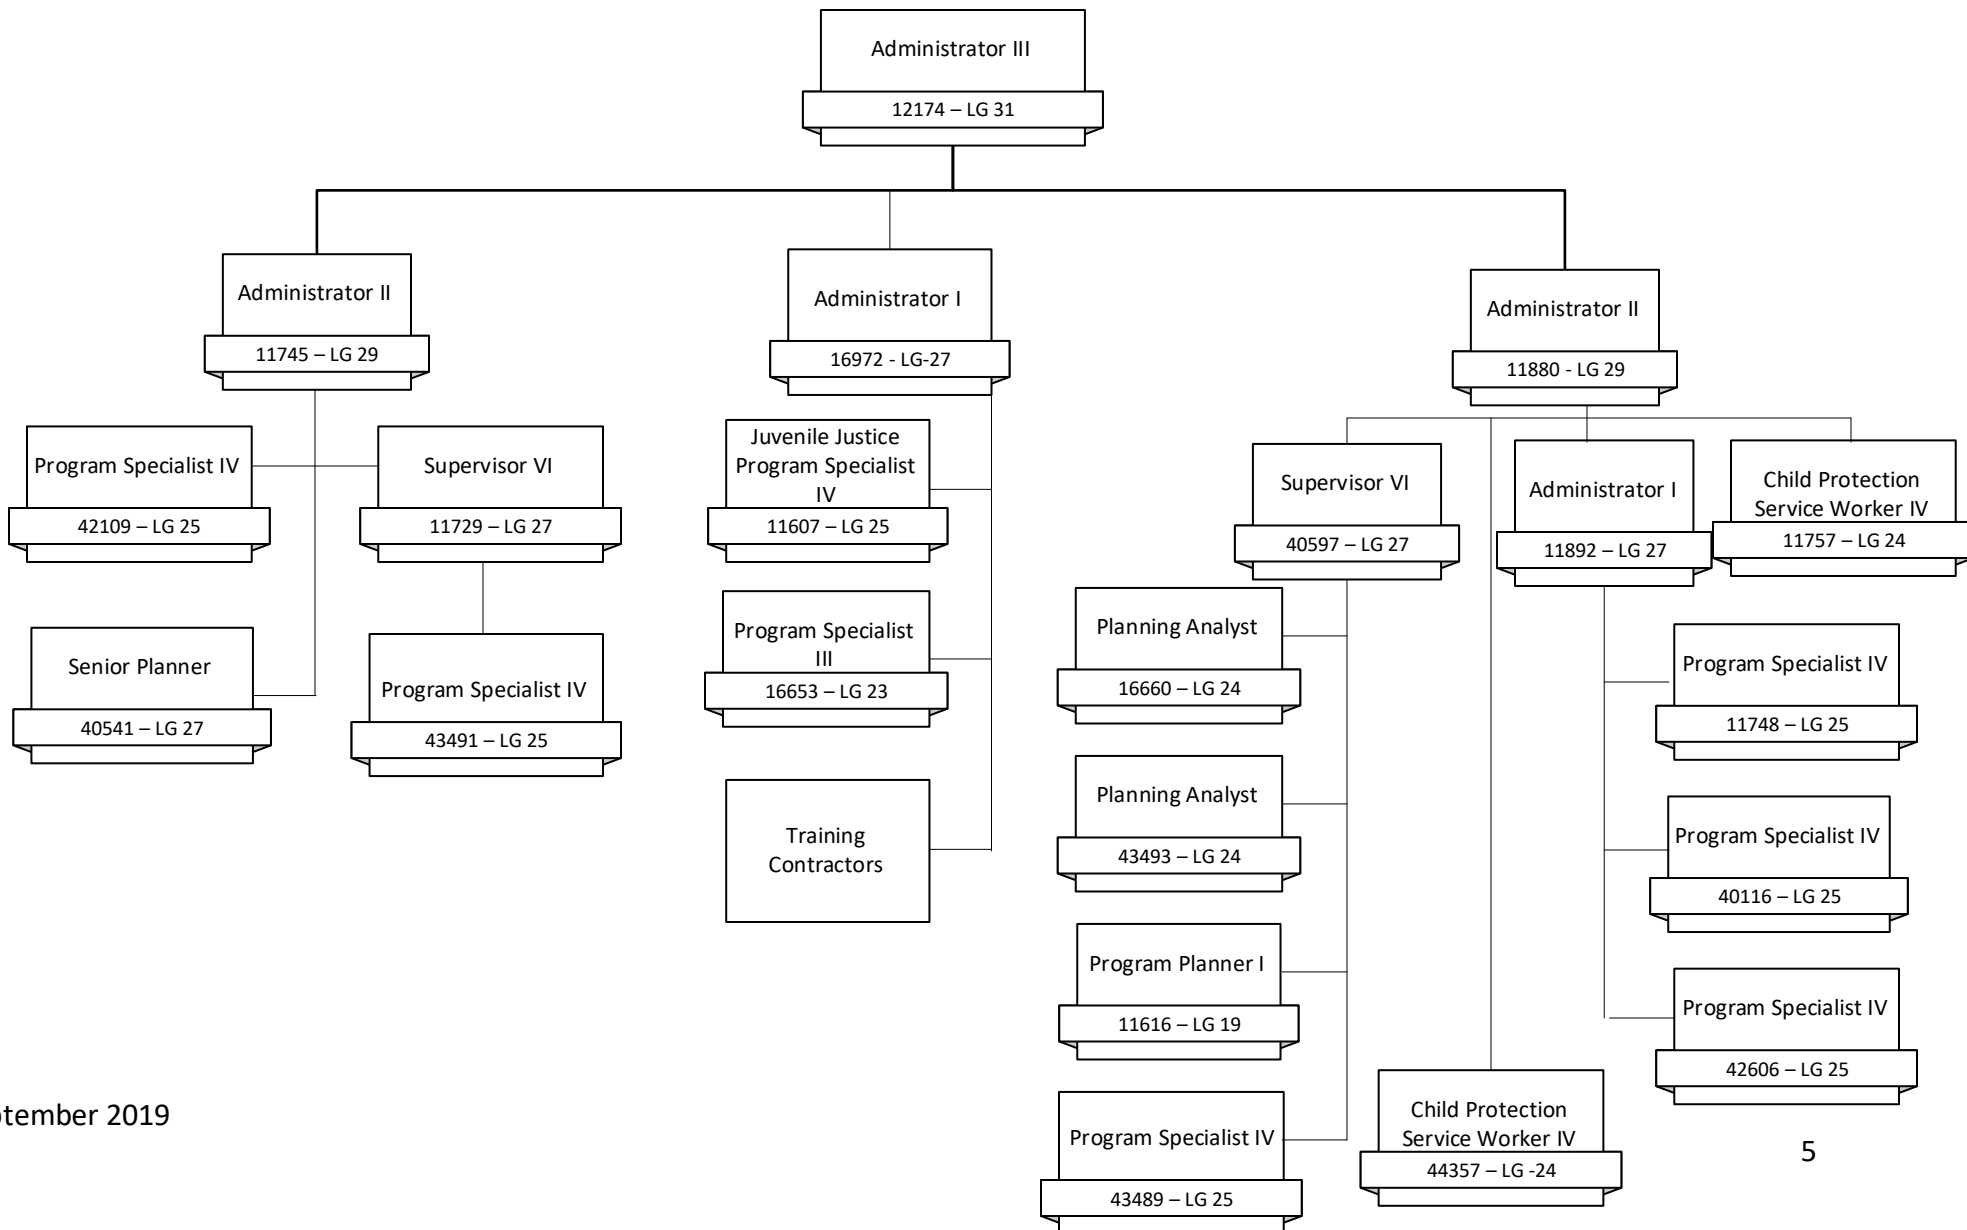 Administrator III
12174 – LG 31
Administrator II
11745 – LG 29
Program Specialist IV
42109 – LG 25
Supervisor VI
11729 – LG 27
Senior Planner
40541 – LG 27
Program Specialist IV
43491 – LG 25
Administrator I
16972 - LG-27
Juvenile Justice
Program Specialist
IV
11607 – LG 25
Program Specialist
III
16653 – LG 23
Training
Contractors
Administrator II
11880 - LG 29
Supervisor VI
40597 – LG 27
Planning Analyst
16660 – LG 24
Planning Analyst
43493 – LG 24
Program Planner I
11616 – LG 19
Program Specialist IV
43489 – LG 25
Child Protection
Service Worker IV
44357 – LG -24
Administrator I
11892 – LG 27
Program Specialist IV
11748 – LG 25
Program Specialist IV
40116 – LG 25
Program Specialist IV
42606 – LG 25
Child Protection
Service Worker IV
11757 – LG 24
tember 2019
5